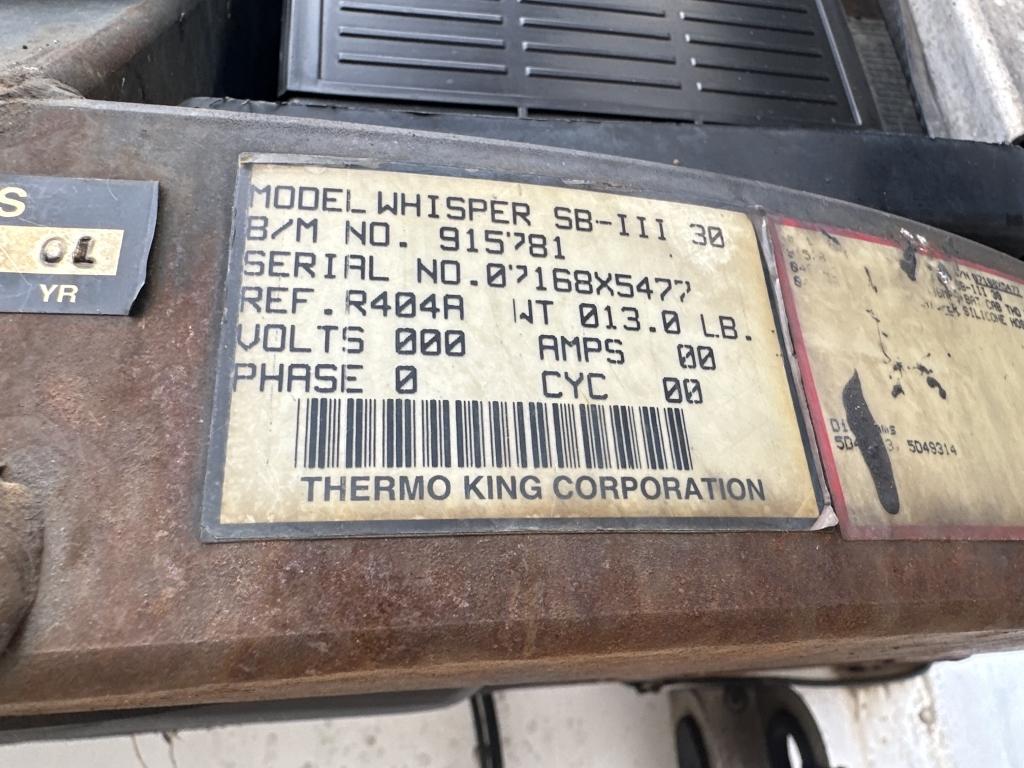 S
01
YR
MODEL WHISPER SB-III 30
B/M NO. 915781
SERIAL NO.07168X5477
REF.R404A WT 013.0 LB.
VOLTS 000 AMPS 00
PHASE 0 CYC 00
THERMO KING CORPORATION
SILICONE
5D49314